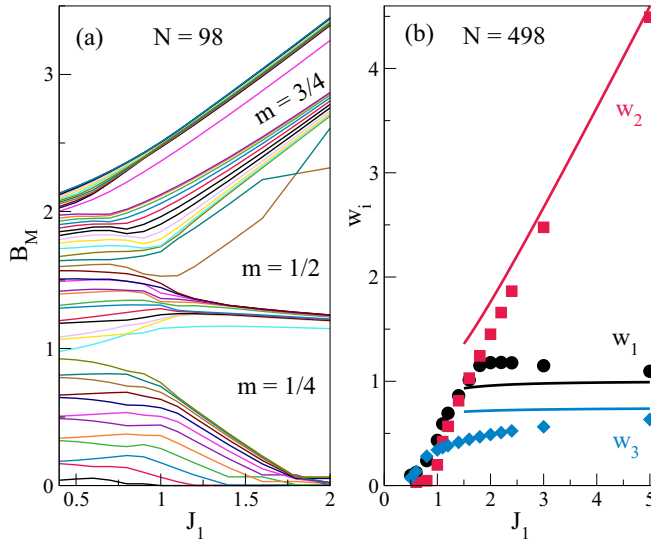 (a) N = 98
3
2
1
0
B_M
m = 3/4
m = 1/2
m = 1/4
0.5 1.0 1.5 2
J_1
(b) N = 498
4
3
2
1
0
w_i
w_2
w_1
w_3
0 1 2 3 4 5
J_1